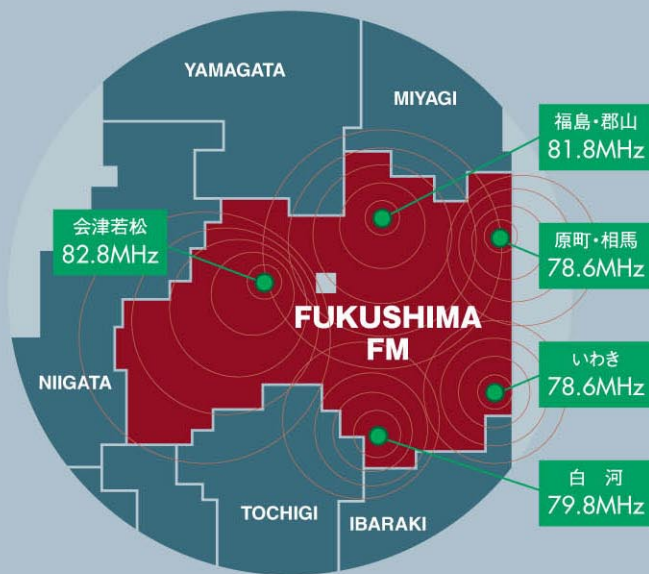 YAMAGATA
MIYAGI
福島・郡山
81.8MHz
会津若松
82.8MHz
原町・相馬
78.6MHz
FUKUSHIMA
FM
いわき
78.6MHz
NIIGATA
白 河
79.8MHz
TOCHIGI
IBARAKI